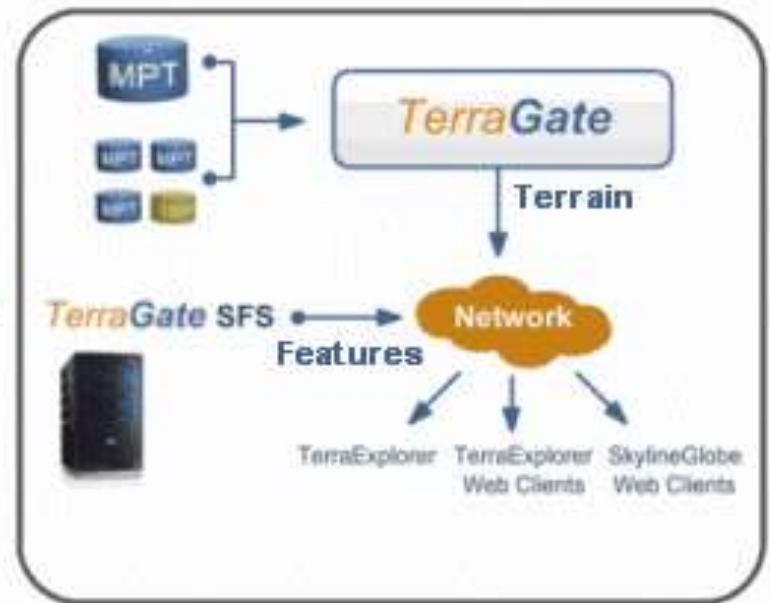 MPT
TerraGate
MPT MPT
MPT
Terrain
TerraGate SFS
Network
Features
TerraExplorer
TerraExplorer
Web Clients
SkylineGlobe
Web Clients